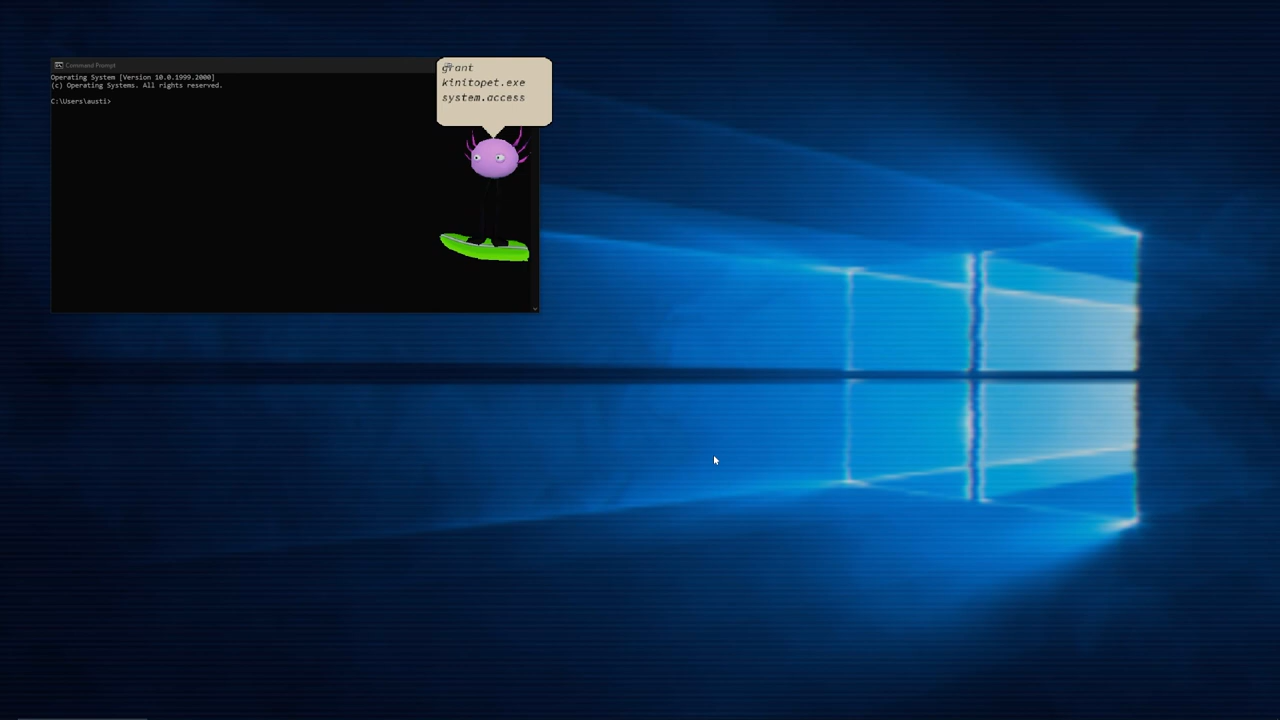 Command Prompt
Operating System [Version 10.0.1999.2000]
(c) Operating Systems. All rights reserved.
C:\Users\austi>
grant
kinitopet.exe
system.access